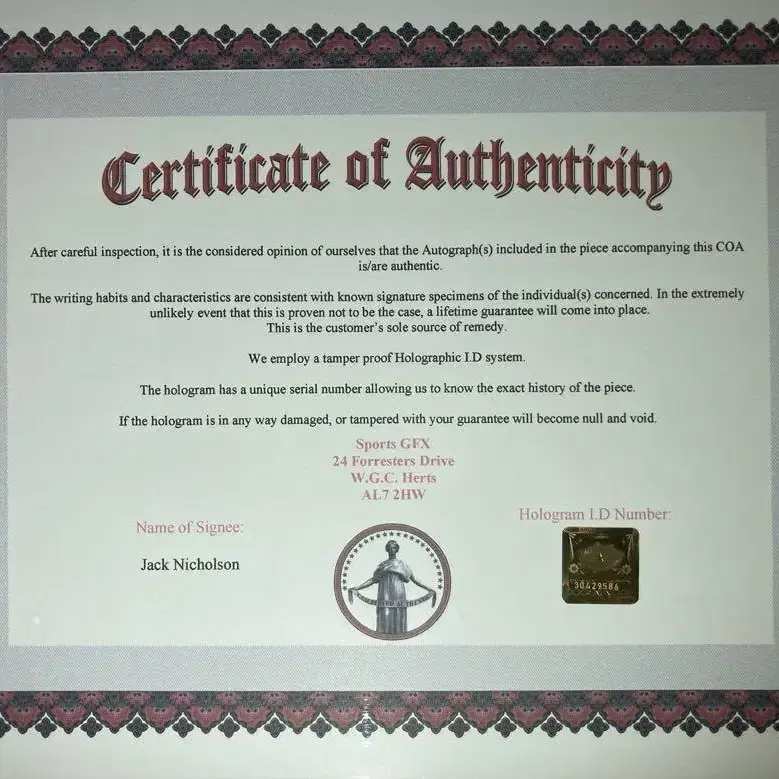 Certificate of Authenticity
After careful inspection, it is the considered opinion of ourselves that the Autograph(s) included in the piece accompanying this COA
is/are authentic.
The writing habits and characteristics are consistent with known signature specimens of the individual(s) concerned. In the extremely
unlikely event that this is proven not to be the case, a lifetime guarantee will come into place.
This is the customer's sole source of remedy.
We employ a tamper proof Holographic I.D system.
The hologram has a unique serial number allowing us to know the exact history of the piece.
If the hologram is in any way damaged, or tampered with your guarantee will become null and void.
Sports GFX
24 Forresters Drive
W.G.C. Herts
AL7 2HW
Name of Signee:
Jack Nicholson
Hologram I.D Number:
30429586